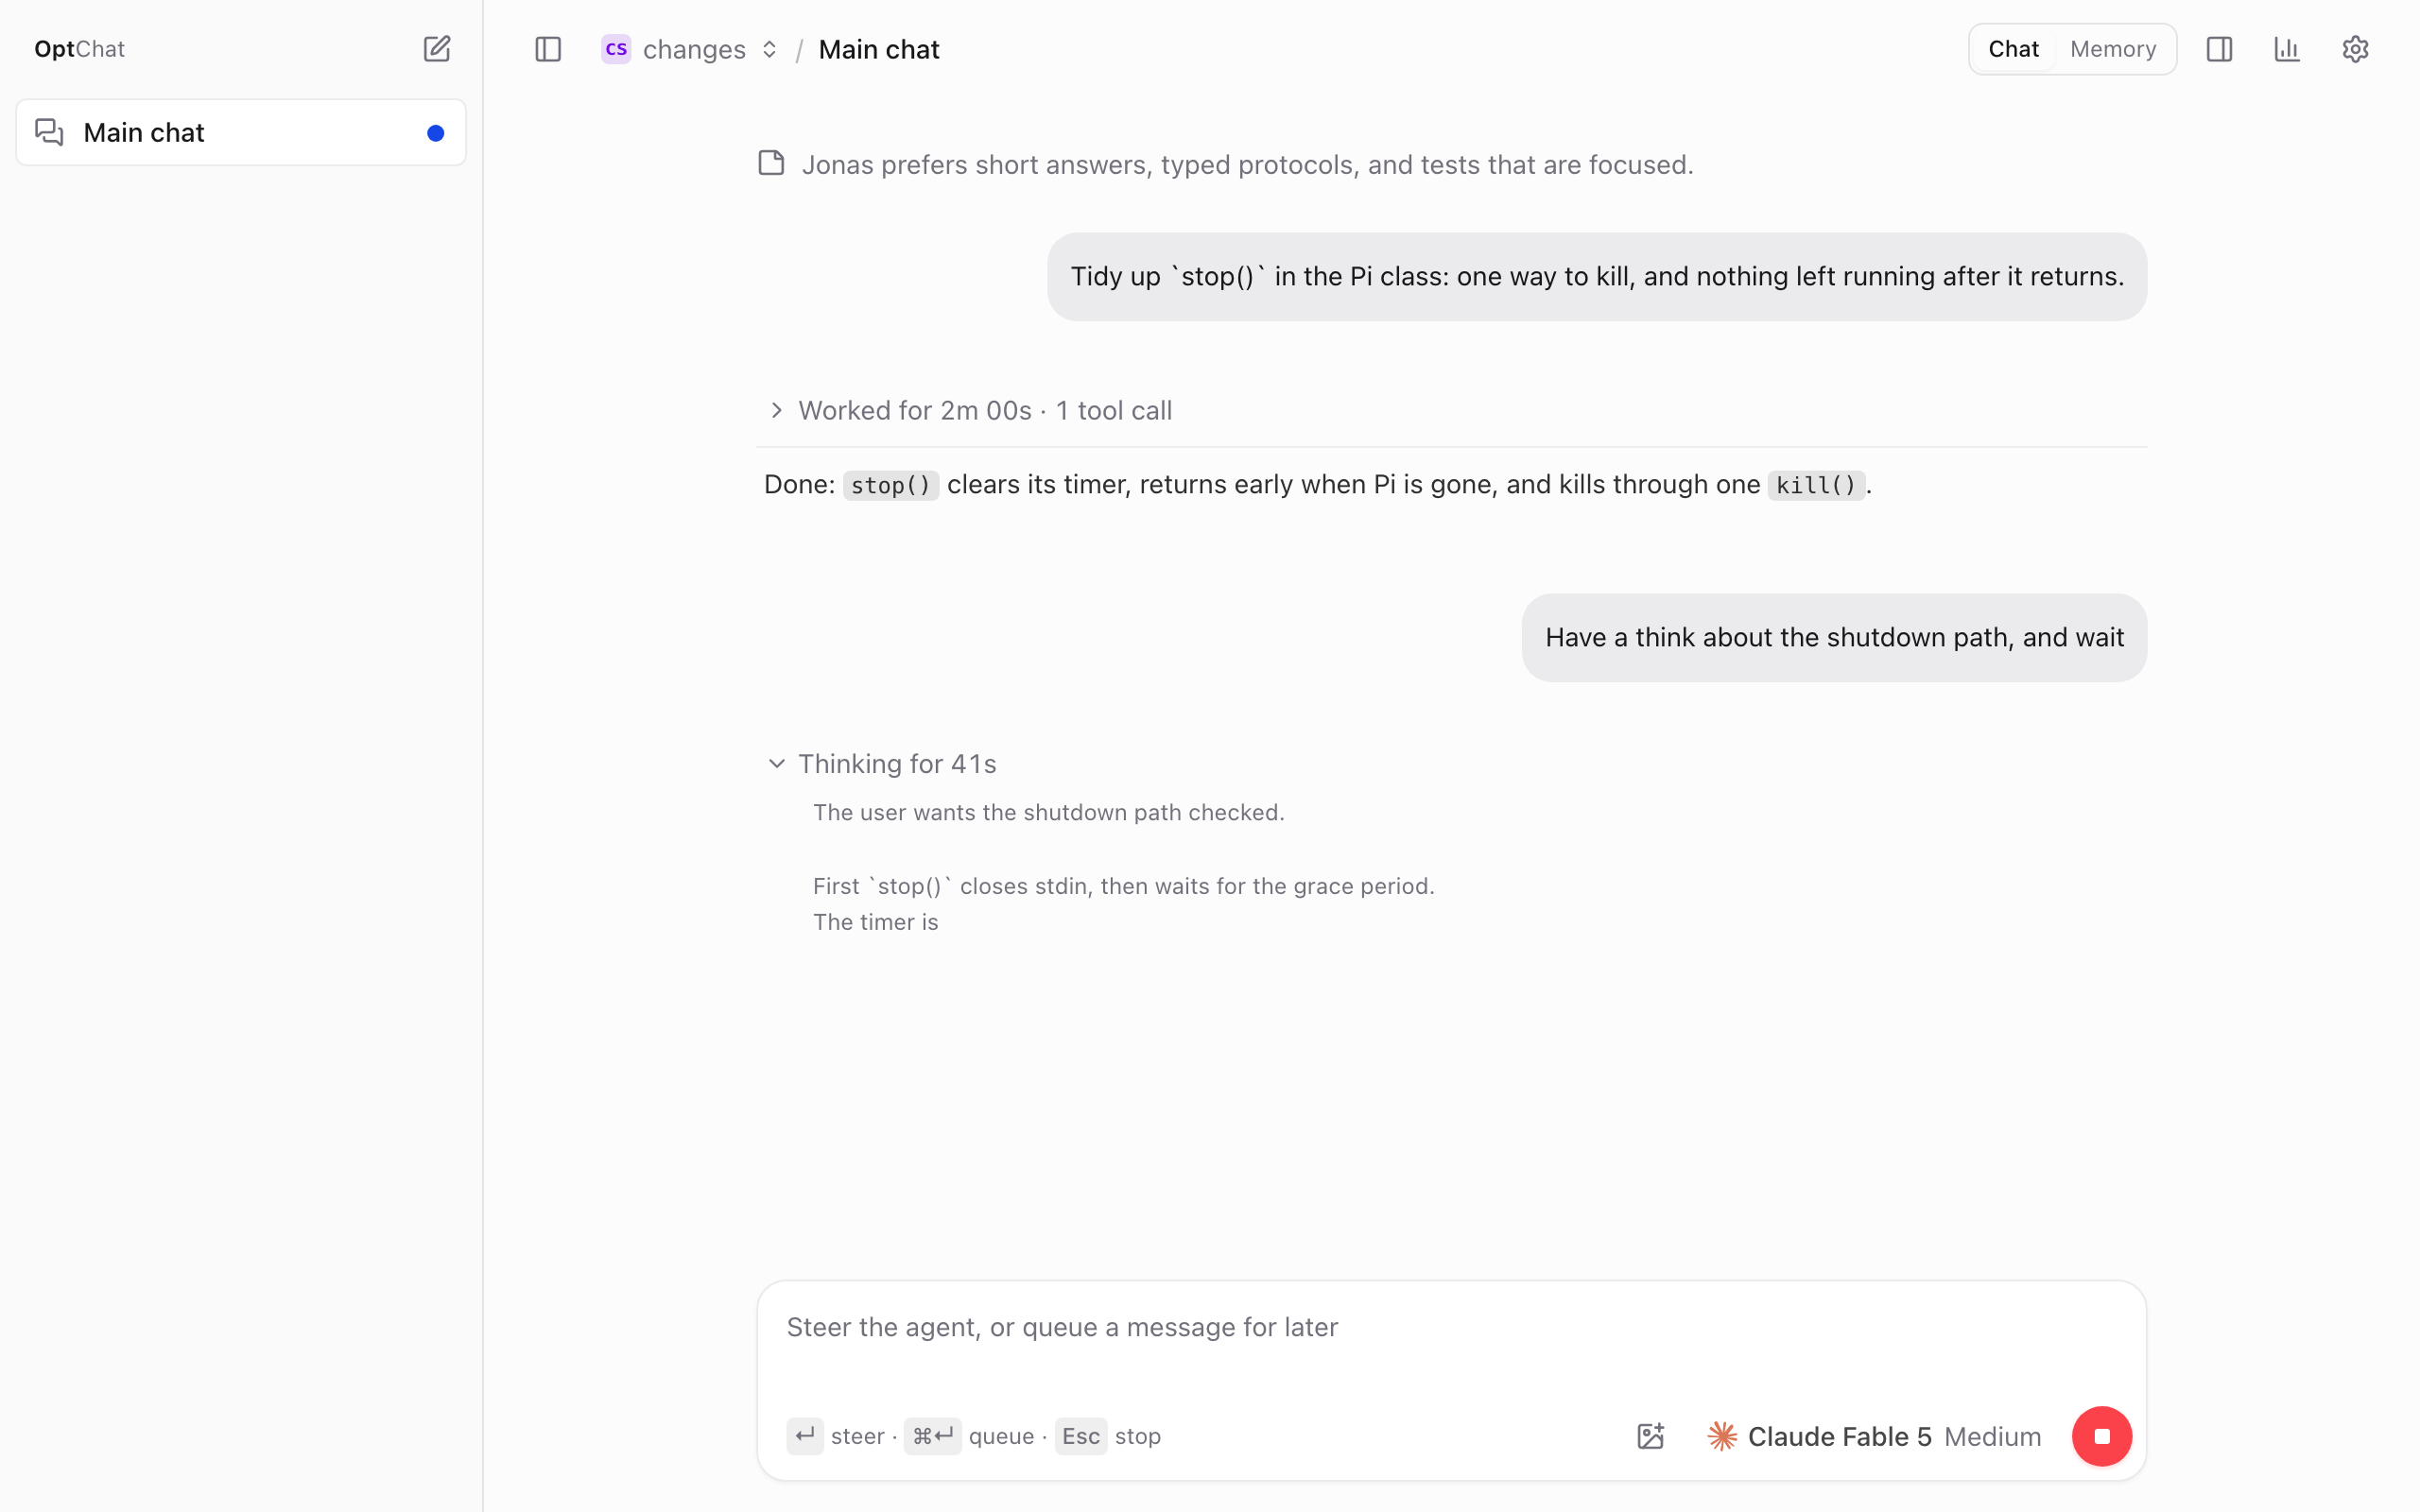 OptChat
Main chat
CS changes / Main chat
Chat Memory
Jonas prefers short answers, typed protocols, and tests that are focused.
Tidy up `stop()` in the Pi class: one way to kill, and nothing left running after it returns.
Worked for 2m 00s · 1 tool call
Done: stop() clears its timer, returns early when Pi is gone, and kills through one kill().
Have a think about the shutdown path, and wait
Thinking for 41s
The user wants the shutdown path checked.
First `stop()` closes stdin, then waits for the grace period.
The timer is
Steer the agent, or queue a message for later
↵ steer · ⌘↵ queue · Esc stop
Claude Fable 5 Medium